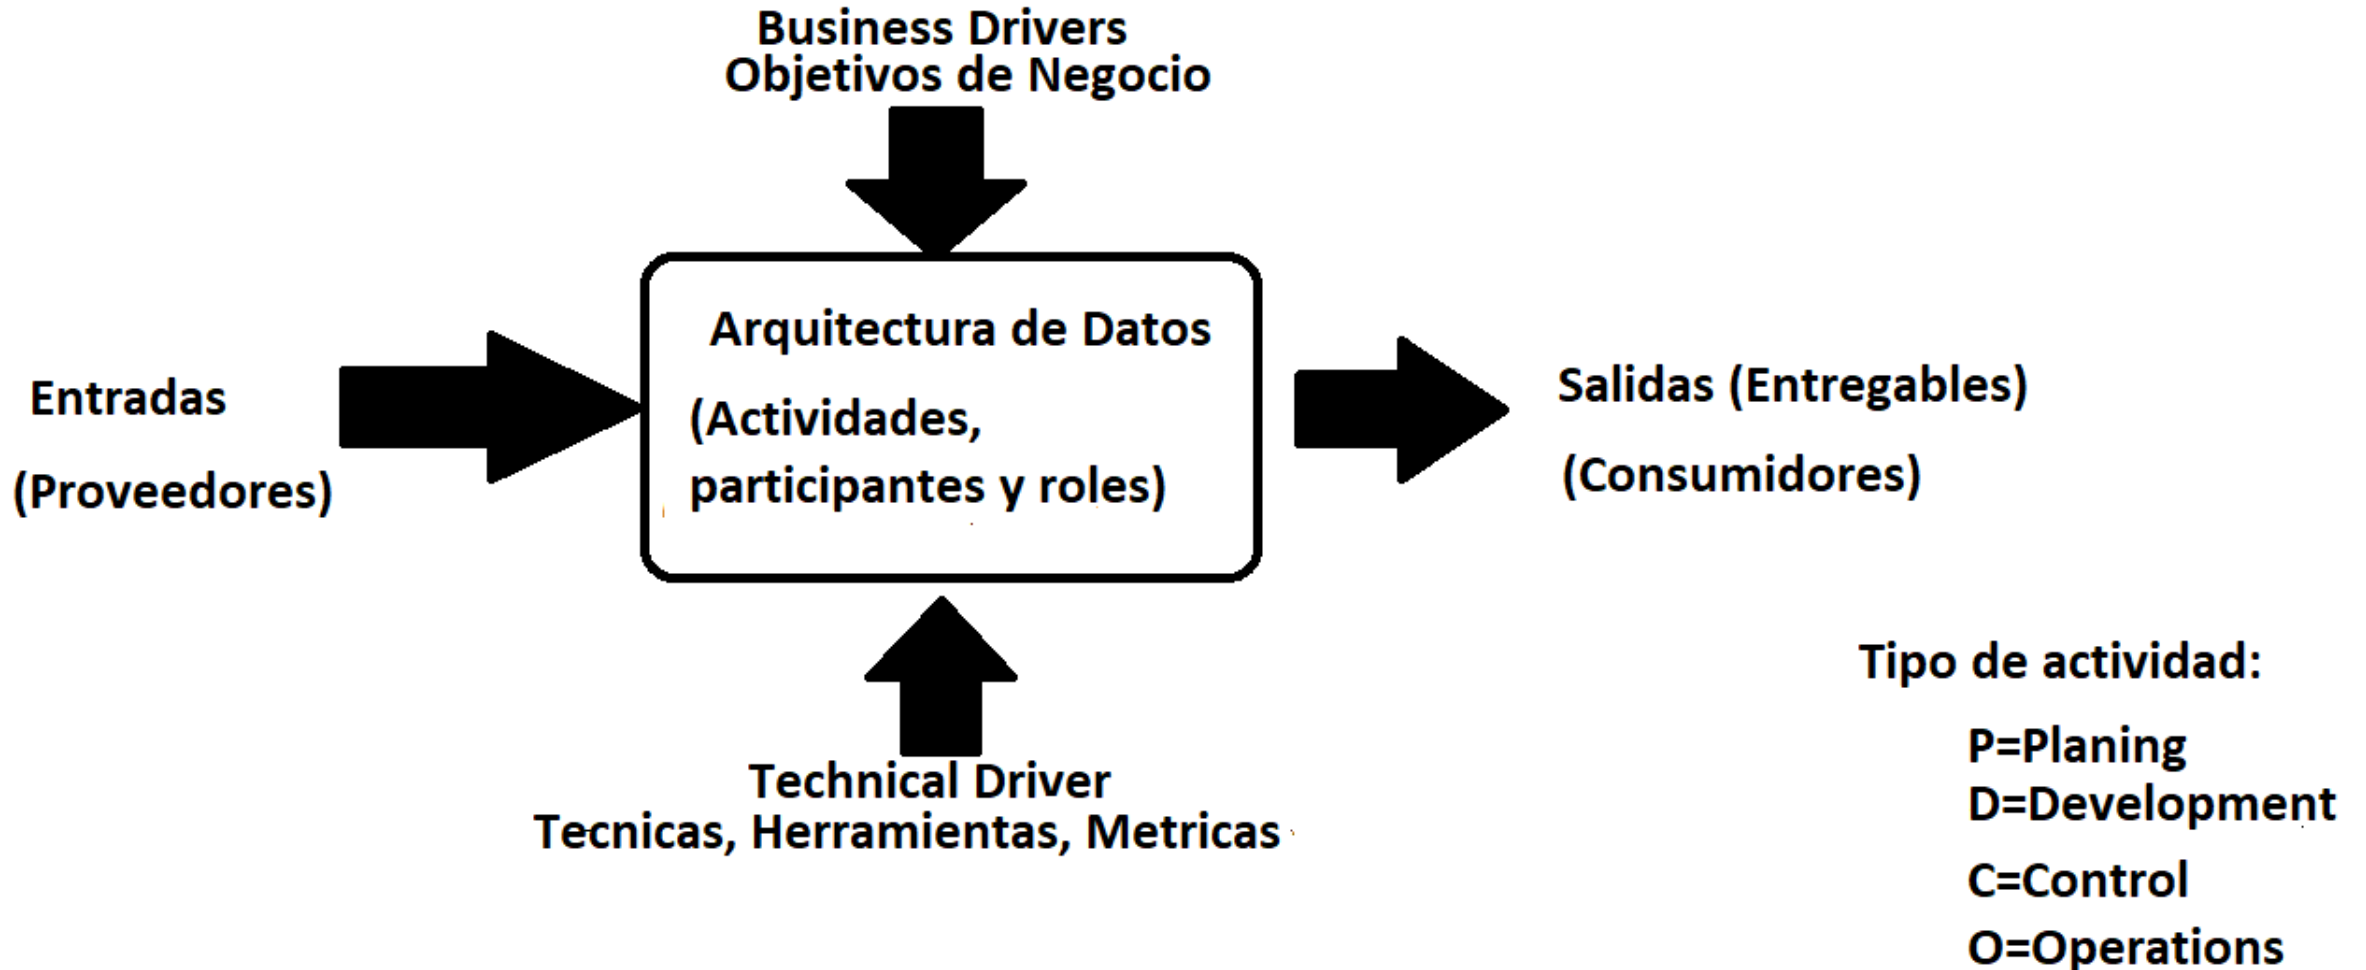 Business Drivers
Objetivos de Negocio
Arquitectura de Datos
(Actividades,
participantes y roles)
Entradas
(Proveedores)
Salidas (Entregables)
(Consumidores)
Technical Driver
Tecnicas, Herramientas, Metricas
Tipo de actividad:
P=Planing
D=Development
C=Control
O=Operations